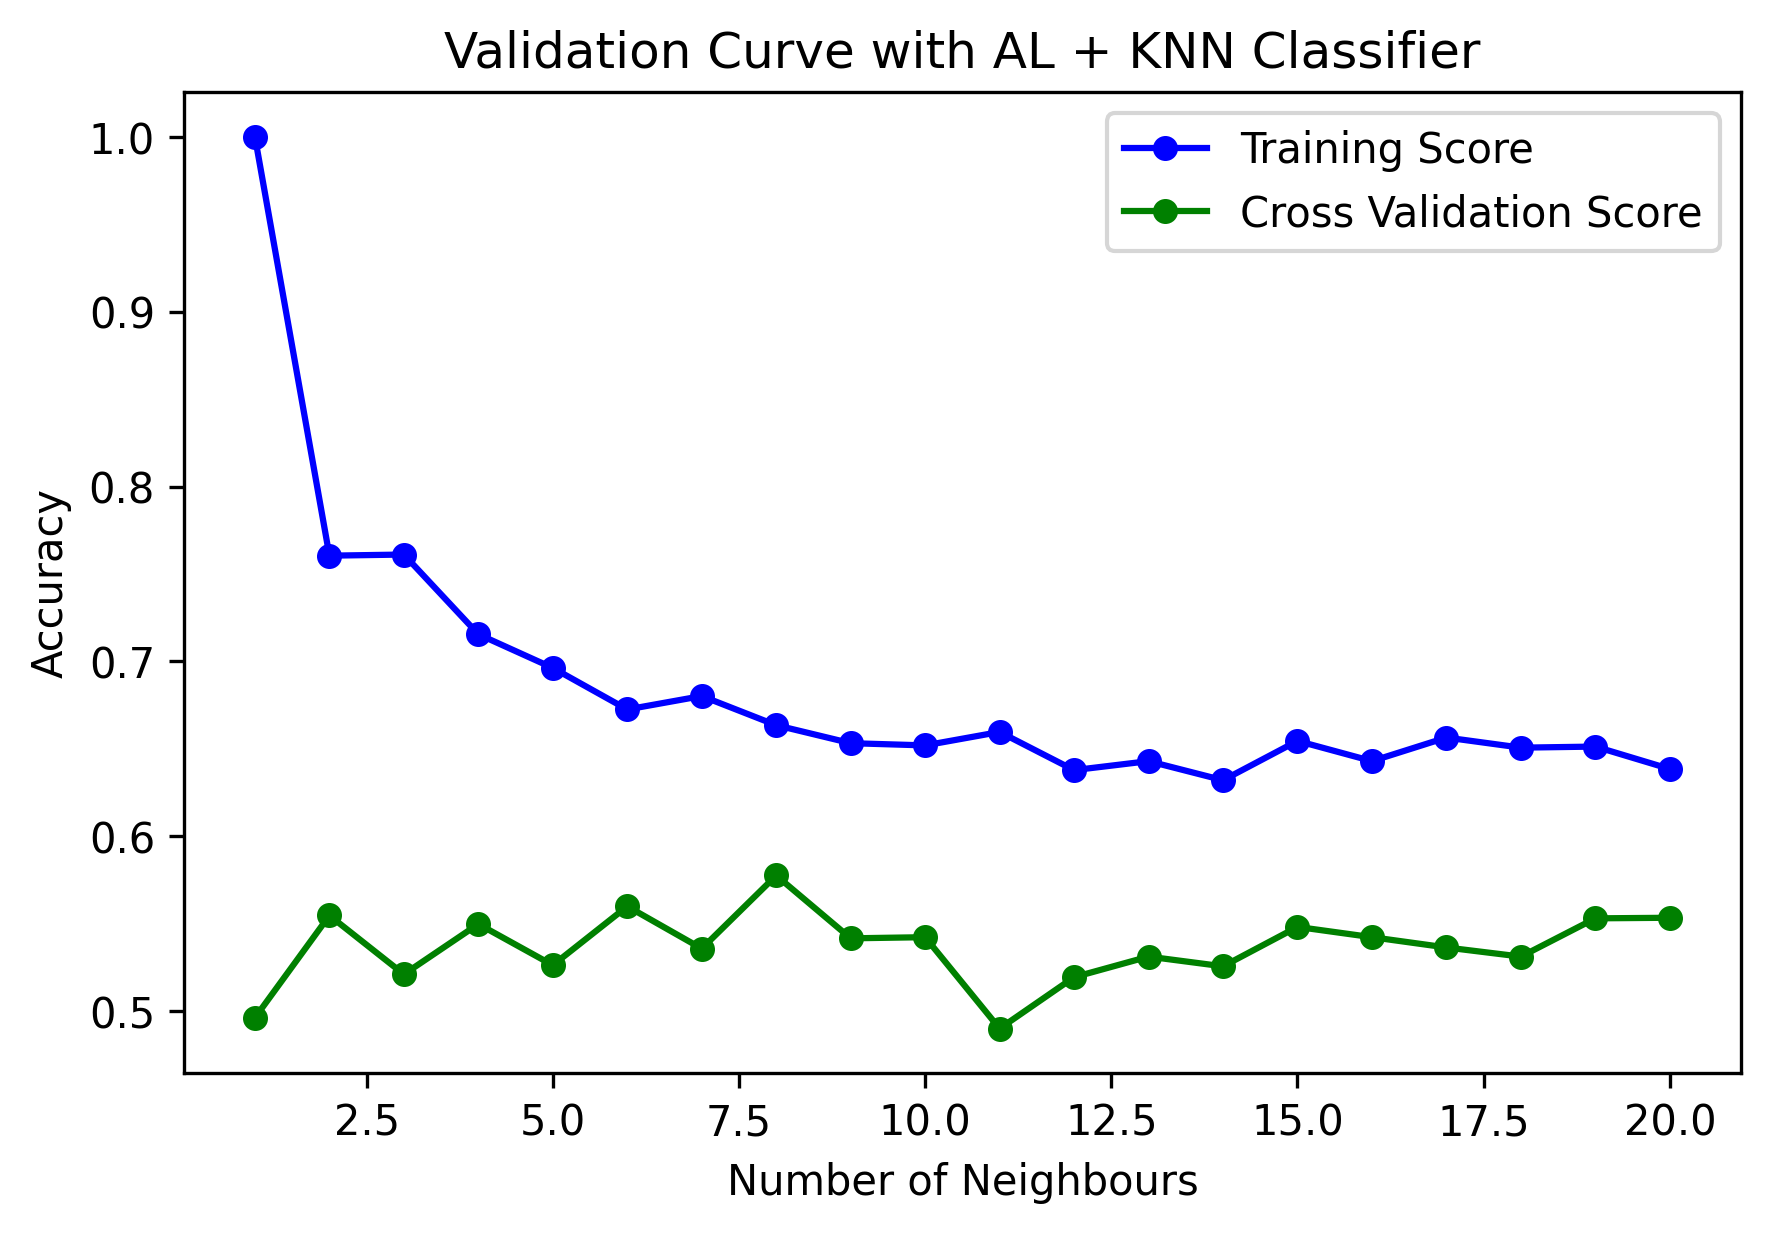 Validation Curve with AL + KNN Classifier
Training Score
Cross Validation Score
1.0
0.9
0.8
0.7
0.6
0.5
Accuracy
2.5 5.0 7.5 10.0 12.5 15.0 17.5 20.0
Number of Neighbours